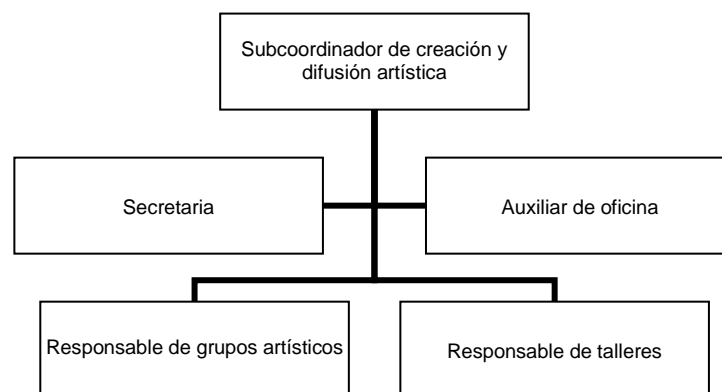 Subcoordinador de creación y
difusión artística
Secretaria
Auxiliar de oficina
Responsable de grupos artísticos
Responsable de talleres